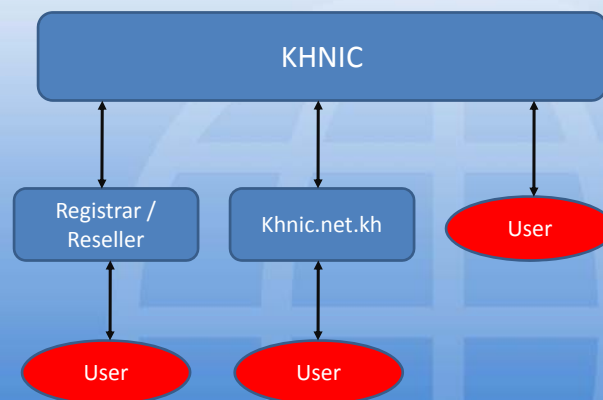 KHNIC
Registrar /
Reseller
Khnic.net.kh
User
User
User